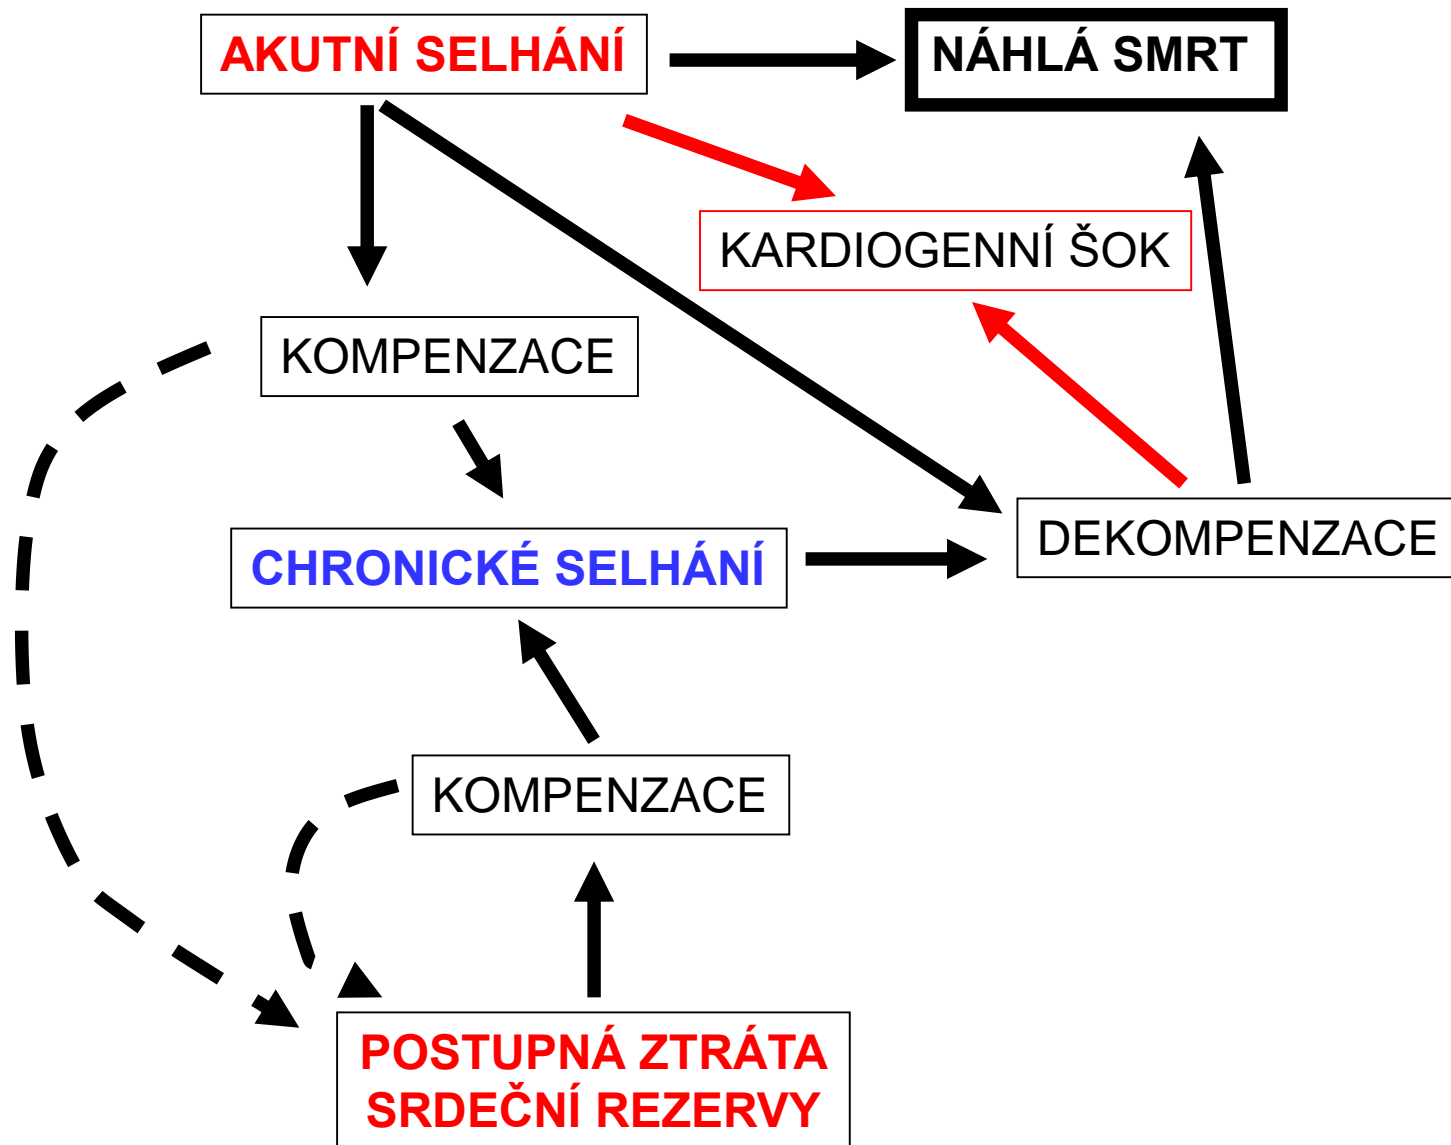 AKUTNÍ SELHÁNÍ
NÁHLÁ SMRT
KARDIOGENNÍ ŠOK
KOMPENZACE
DEKOMPENZACE
CHRONICKÉ SELHÁNÍ
KOMPENZACE
POSTUPNÁ ZTRÁTA
SRDEČNÍ REZERVY